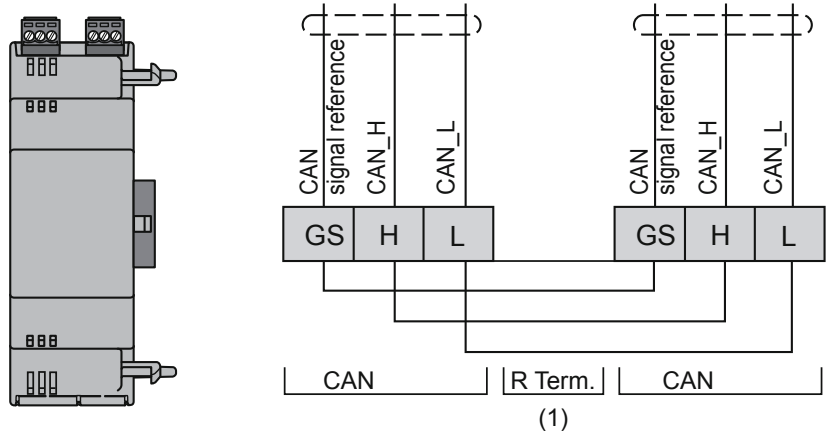 CAN
signal reference
CAN_H
CAN_L
CAN
signal reference
CAN_H
CAN_L
GS H L
GS H L
CAN
R Term.
CAN
(1)